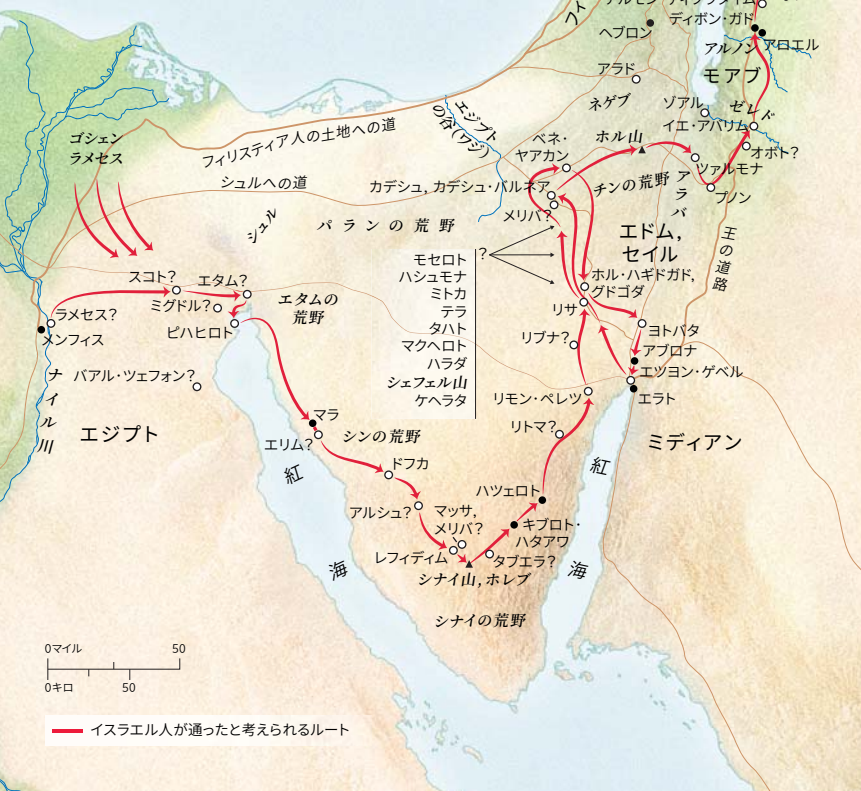 ディボン・ガド
ヘブロン
アルノン
アロエル
モアブ
アラド
ネゲブ
ゾアル
ゼレド
イエ・アバリム
エジプト
の谷(ワジ)
ゴシェン
ラメセス
フィリスティア人の土地への道
ベネ・
ヤアカン
ホル山
オボト?
ツァルモナ
シュルへの道
カデシュ, カデシュ・バルネア
チンの荒野
アラバ
プノン
メリバ?
シュル
パランの荒野
エドム,
セイル
王の道路
モセロト
ハシュモナ
ミトカ
テラ
タハト
マクヘロト
ハラダ
シェフェル山
ケヘラタ
?
スコト?
エタム?
ホル・ハギドガド,
グドゴダ
ミグドル?
エタムの
荒野
リサ
ラメセス?
ピハヒロト
ヨトバタ
メンフィス
リブナ?
アブロナ
バアル・ツェフォン?
エツヨン・ゲベル
ナイル川
リモン・ペレツ
エラト
エジプト
マラ
リトマ?
ミディアン
エリム?
シンの荒野
紅海
ドフカ
紅海
アルシュ?
マッサ,
メリバ?
ハツェロト
キブロト・
ハタアワ
レフィディム
タブエラ?
シナイ山, ホレブ
シナイの荒野
0マイル 50
0キロ 50
イスラエル人が通ったと考えられるルート